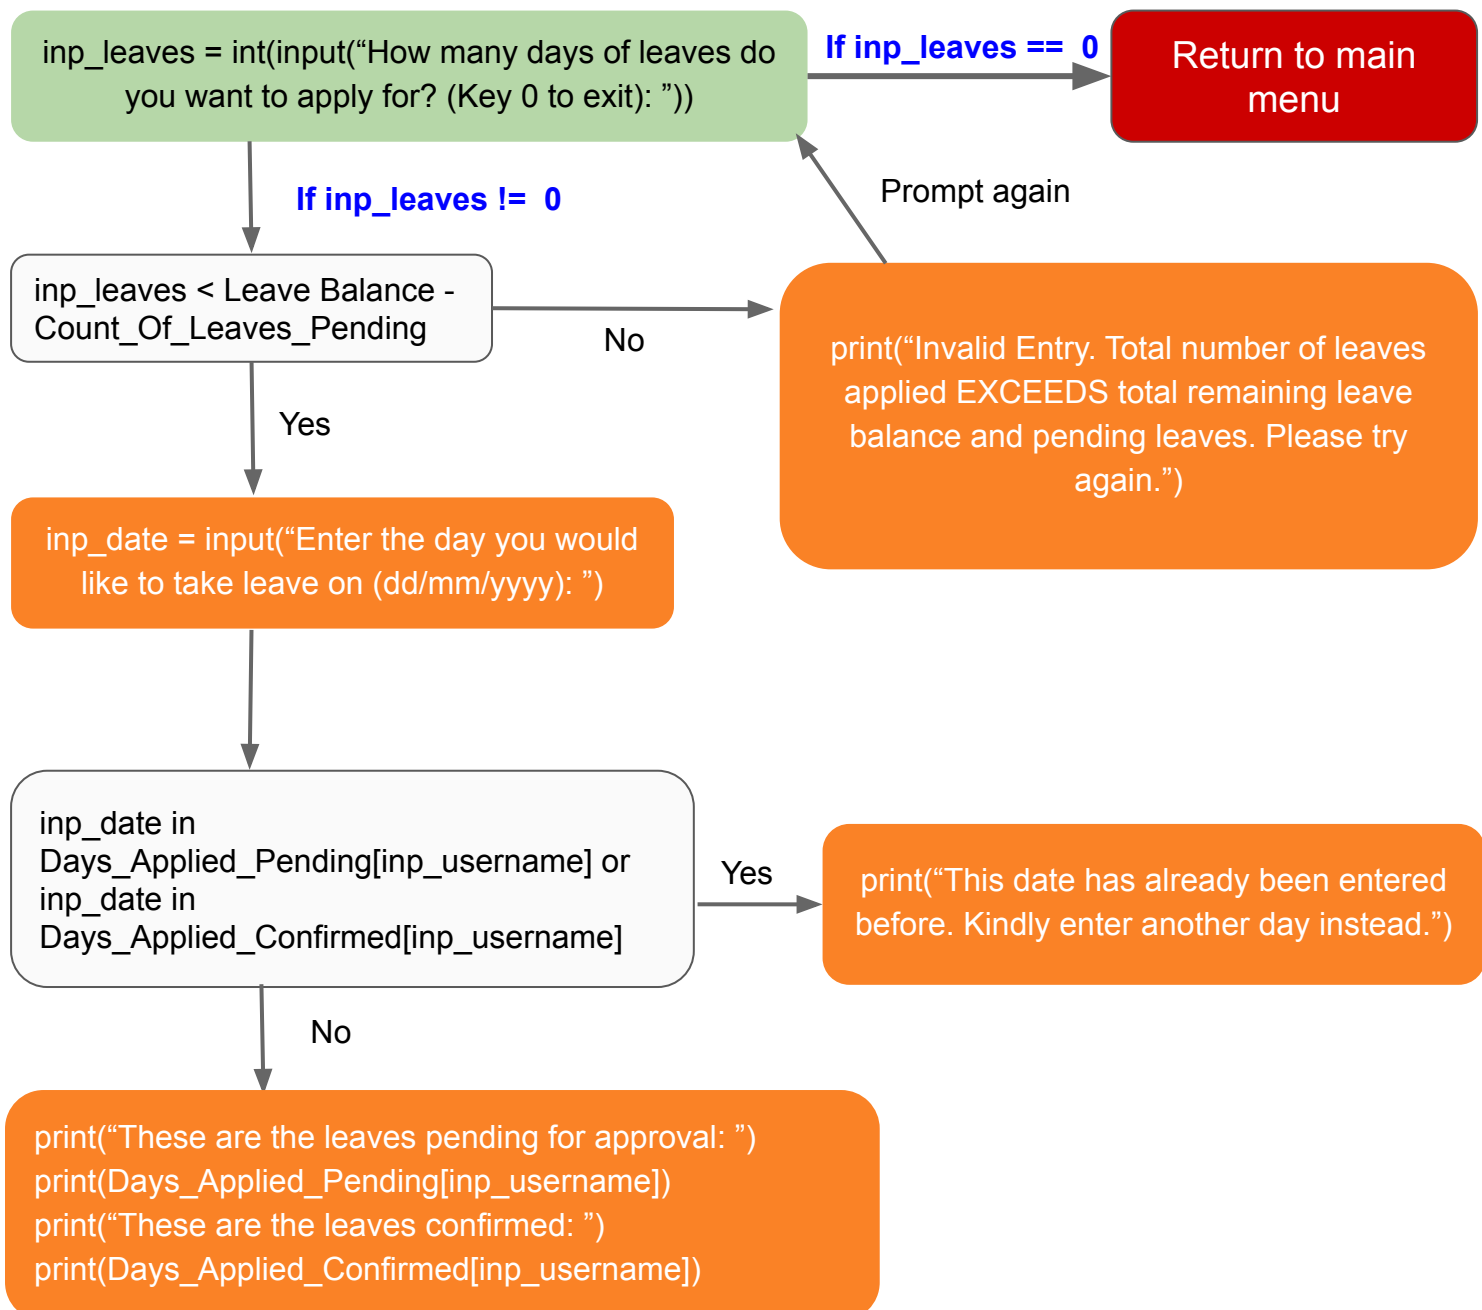 inp_leaves = int(input(“How many days of leaves do
you want to apply for? (Key 0 to exit): ”))
If inp_leaves ==  0
Return to main
menu
If inp_leaves !=  0
Prompt again
inp_leaves < Leave Balance -
Count_Of_Leaves_Pending
No
print(“Invalid Entry. Total number of leaves
applied EXCEEDS total remaining leave
balance and pending leaves. Please try
again.”)
Yes
inp_date = input(“Enter the day you would
like to take leave on (dd/mm/yyyy): ”)
inp_date in
Days_Applied_Pending[inp_username] or
inp_date in
Days_Applied_Confirmed[inp_username]
Yes
print(“This date has already been entered
before. Kindly enter another day instead.”)
No
print(“These are the leaves pending for approval: ”)
print(Days_Applied_Pending[inp_username])
print(“These are the leaves confirmed: ”)
print(Days_Applied_Confirmed[inp_username])